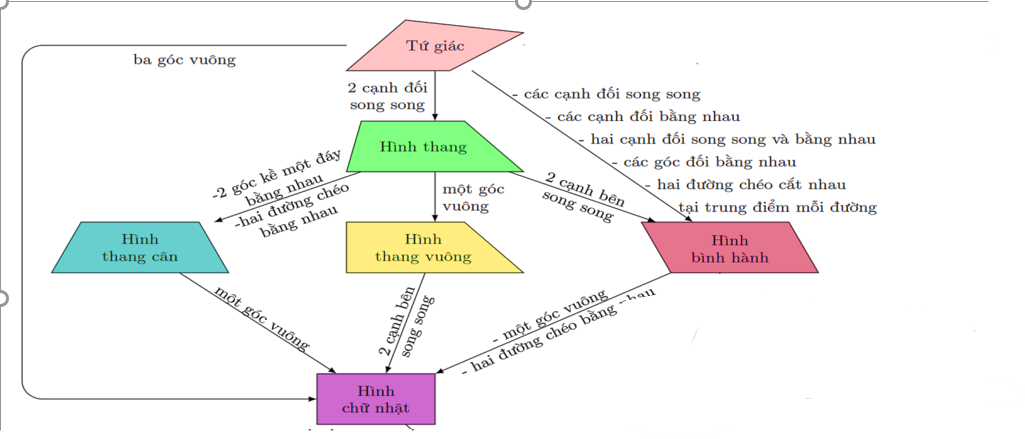 Tứ giác
ba góc vuông
2 cạnh đối
song song
- các cạnh đối song song
- các cạnh đối bằng nhau
- hai cạnh đối song song và bằng nhau
- các góc đối bằng nhau
- hai đường chéo cắt nhau
tại trung điểm mỗi đường
Hình thang
-2 góc kề một đáy
bằng nhau
-hai đường chéo
bằng nhau
một góc
vuông
2 cạnh bên
song song
Hình
thang cân
Hình
thang vuông
Hình
bình hành
một góc vuông
2 cạnh bên
song song
- một góc vuông
- hai đường chéo bằng
Hình
chữ nhật